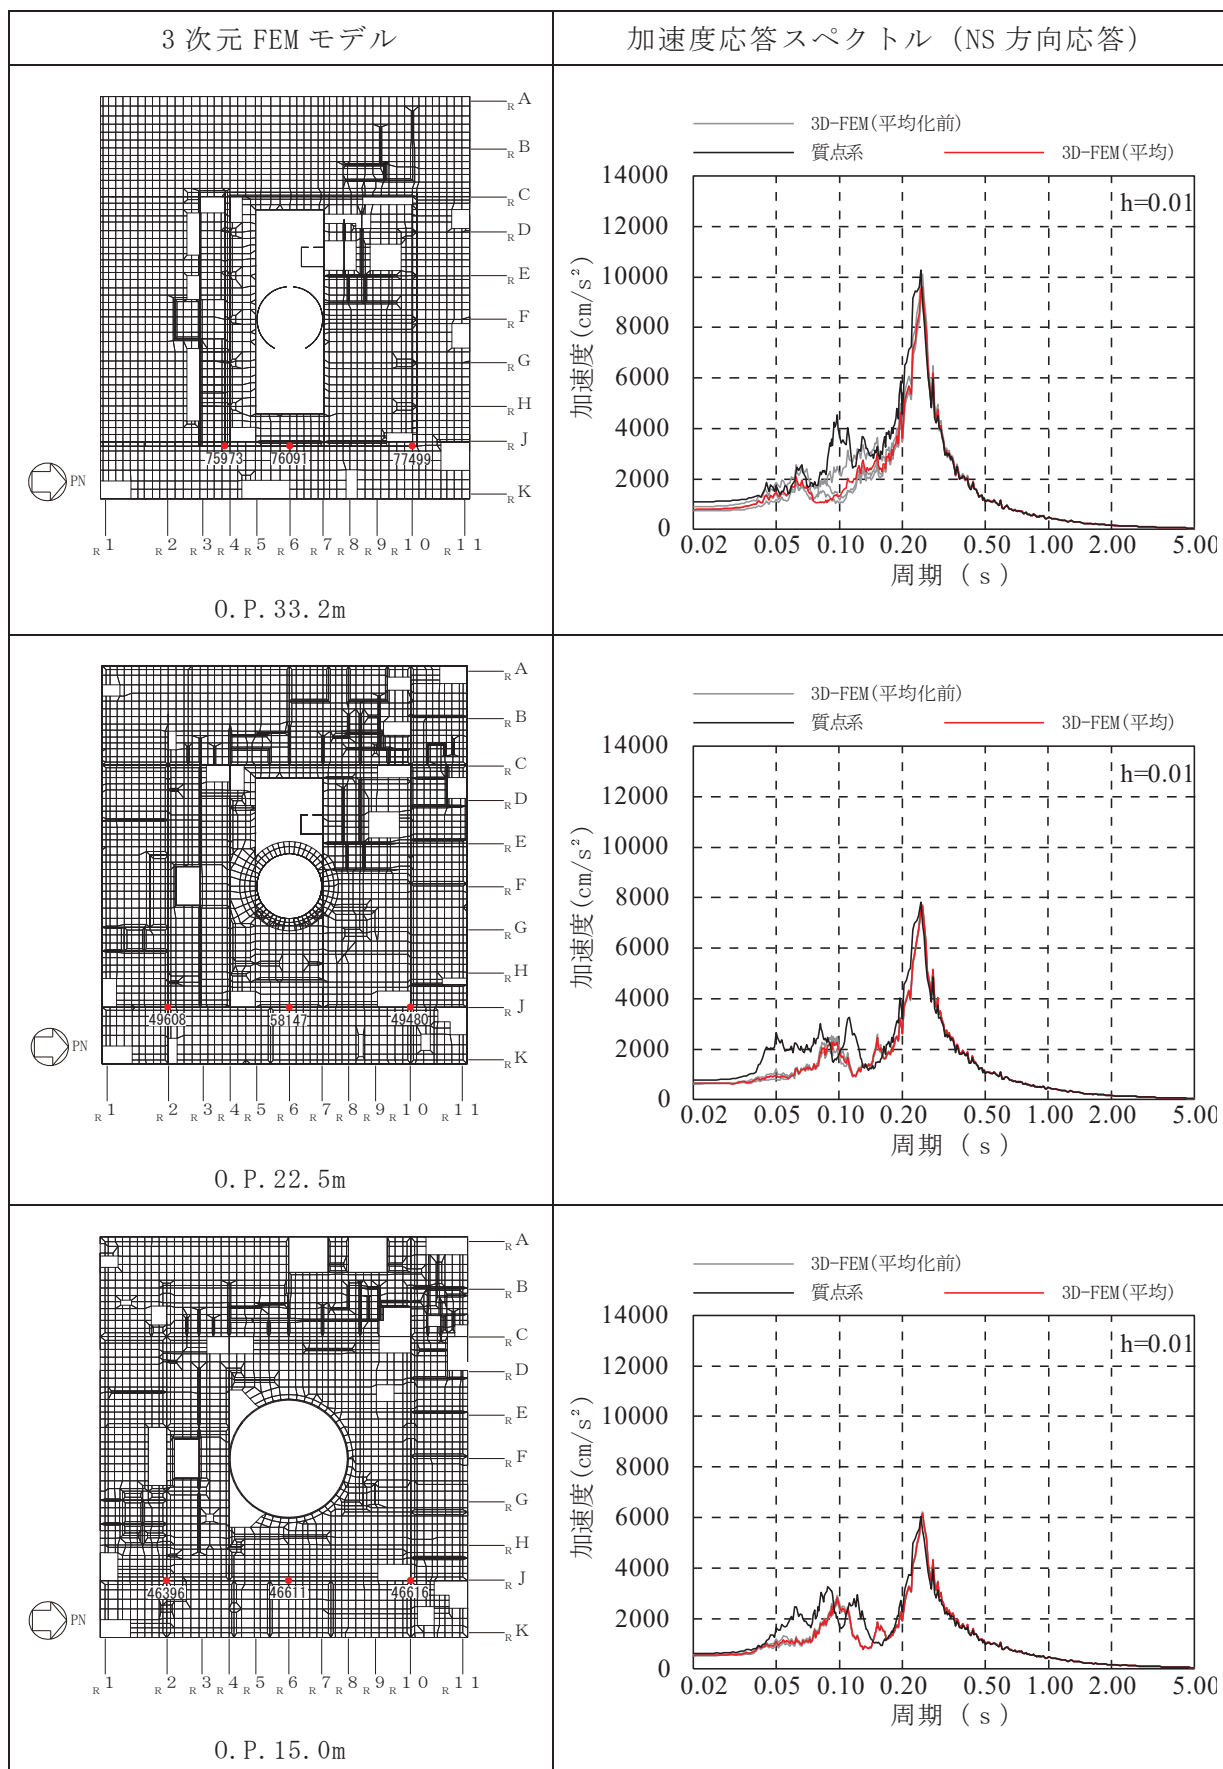 3次元 FEM モデル
加速度応答スペクトル (NS 方向応答)
RA
RB
RC
RD
RE
RF
RG
RH
RJ
RK
75973 76091 77499
PN
R1 R2 R3 R4 R5 R6 R7 R8 R9 R10 R11
O.P.33.2m
3D-FEM(平均化前)
質点系 3D-FEM(平均)
h=0.01
14000
12000
10000
8000
6000
4000
2000
0
加速度(cm/s²)
0.02 0.05 0.10 0.20 0.50 1.00 2.00 5.00
周期 (s)
RA
RB
RC
RD
RE
RF
RG
RH
RJ
RK
49608 58147 49480
PN
R1 R2 R3 R4 R5 R6 R7 R8 R9 R10 R11
O.P.22.5m
3D-FEM(平均化前)
質点系 3D-FEM(平均)
h=0.01
14000
12000
10000
8000
6000
4000
2000
0
加速度(cm/s²)
0.02 0.05 0.10 0.20 0.50 1.00 2.00 5.00
周期 (s)
RA
RB
RC
RD
RE
RF
RG
RH
RJ
RK
46396 46611 46616
PN
R1 R2 R3 R4 R5 R6 R7 R8 R9 R10 R11
O.P.15.0m
3D-FEM(平均化前)
質点系 3D-FEM(平均)
h=0.01
14000
12000
10000
8000
6000
4000
2000
0
加速度(cm/s²)
0.02 0.05 0.10 0.20 0.50 1.00 2.00 5.00
周期 (s)